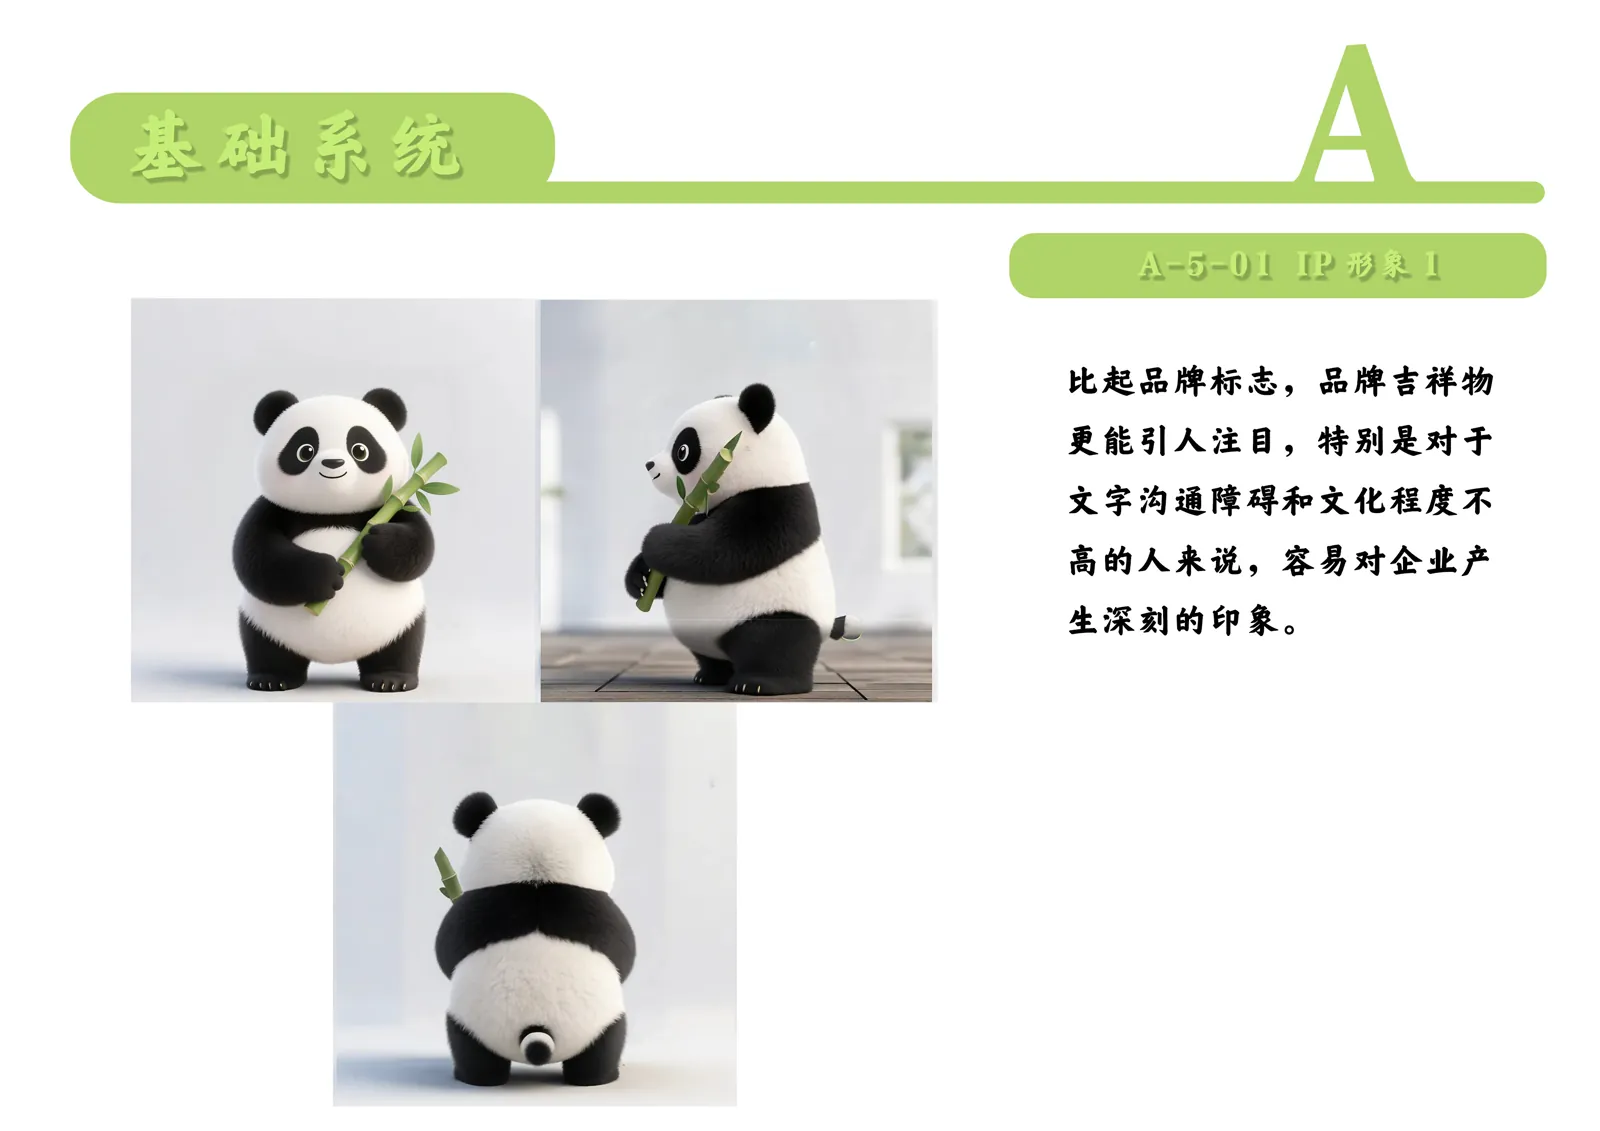 基础系统
A
A-5-01 IP形象1
比起品牌标志，品牌吉祥物
更能引人注目，特别是对于
文字沟通障碍和文化程度不
高的人来说，容易对企业产
生深刻的印象。